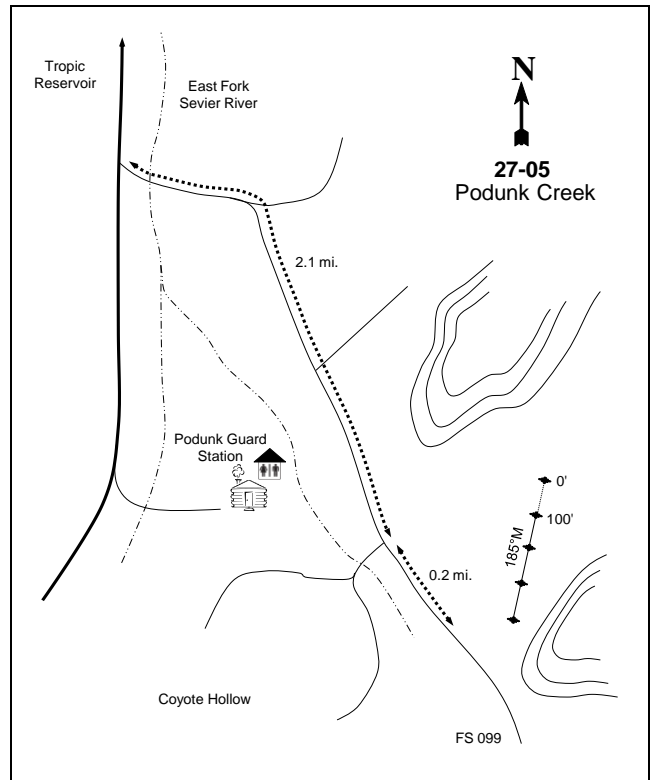 Tropic
Reservoir
East Fork
Sevier River
N
27-05
Podunk Creek
2.1 mi.
Podunk Guard
Station
0'
100'
185°M
0.2 mi.
Coyote Hollow
FS 099